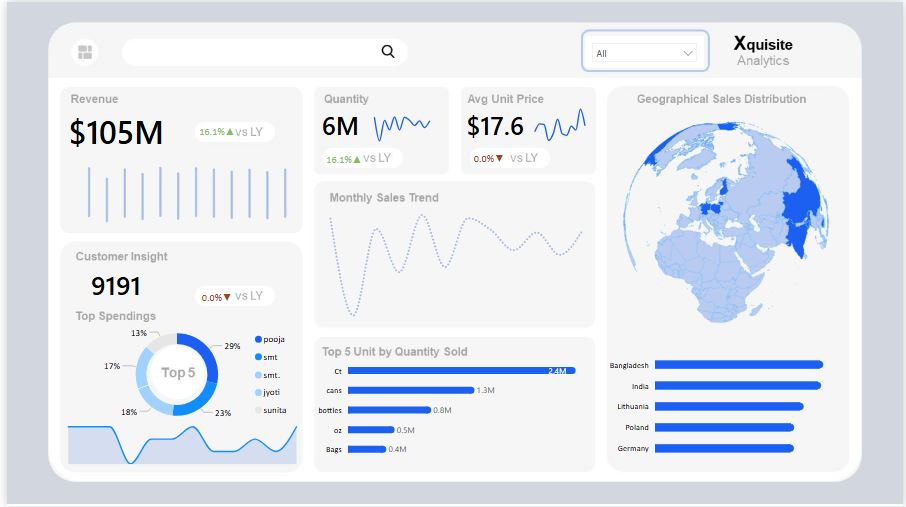 All
Xquisite
Analytics
Revenue
$105M
16.1%▲ vs LY
Quantity
6M
16.1%▲ vs LY
Avg Unit Price
$17.6
0.0%▼ vs LY
Geographical Sales Distribution
Customer Insight
9191
0.0%▼ vs LY
Top Spendings
13%
29%
17%
18%
23%
Top 5
pooja
smt
smt.
jyoti
sunita
Monthly Sales Trend
Top 5 Unit by Quantity Sold
Ct 2.4M
cans 1.3M
bottles 0.8M
oz 0.5M
Bags 0.4M
Bangladesh
India
Lithuania
Poland
Germany